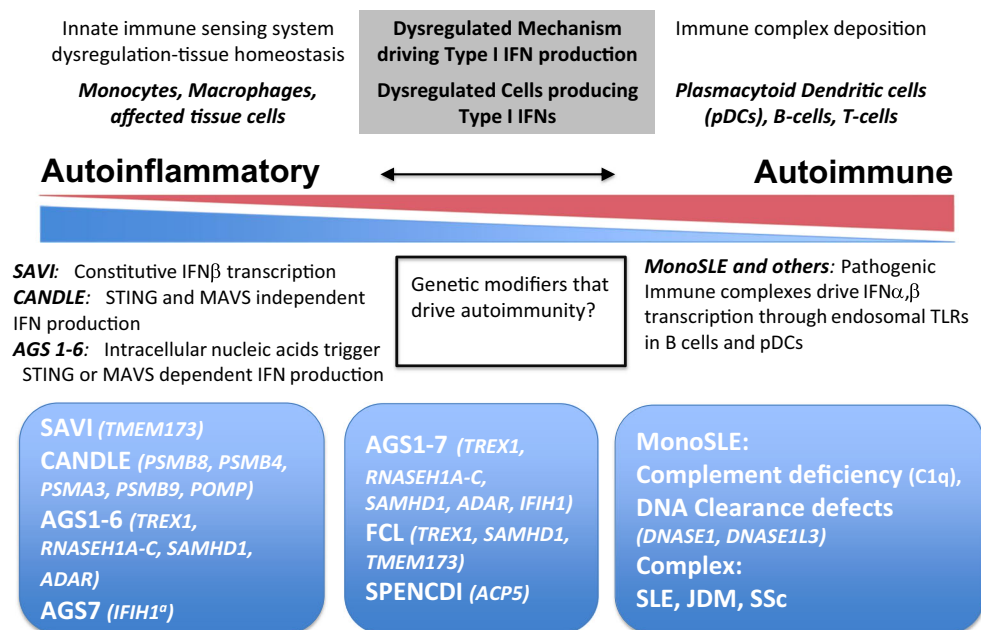 Innate immune sensing system
dysregulation-tissue homeostasis
Monocytes, Macrophages,
affected tissue cells
Dysregulated Mechanism
driving Type I IFN production
Dysregulated Cells producing
Type I IFNs
Immune complex deposition
Plasmacytoid Dendritic cells
(pDCs), B-cells, T-cells
Autoinflammatory
Autoimmune
SAVI: Constitutive IFNβ transcription
CANDLE: STING and MAVS independent
IFN production
AGS 1-6: Intracellular nucleic acids trigger
STING or MAVS dependent IFN production
Genetic modifiers that
drive autoimmunity?
MonoSLE and others: Pathogenic
Immune complexes drive IFNα,β
transcription through endosomal TLRs
in B cells and pDCs
SAVI (TMEM173)
CANDLE (PSMB8, PSMB4,
PSMA3, PSMB9, POMP)
AGS1-6 (TREX1,
RNASEH1A-C, SAMHD1,
ADAR)
AGS7 (IFIH1ᵅ)
AGS1-7 (TREX1,
RNASEH1A-C,
SAMHD1, ADAR, IFIH1)
FCL (TREX1, SAMHD1,
TMEM173)
SPENCDI (ACP5)
MonoSLE:
Complement deficiency (C1q),
DNA Clearance defects
(DNASE1, DNASE1L3)
Complex:
SLE, JDM, SSc